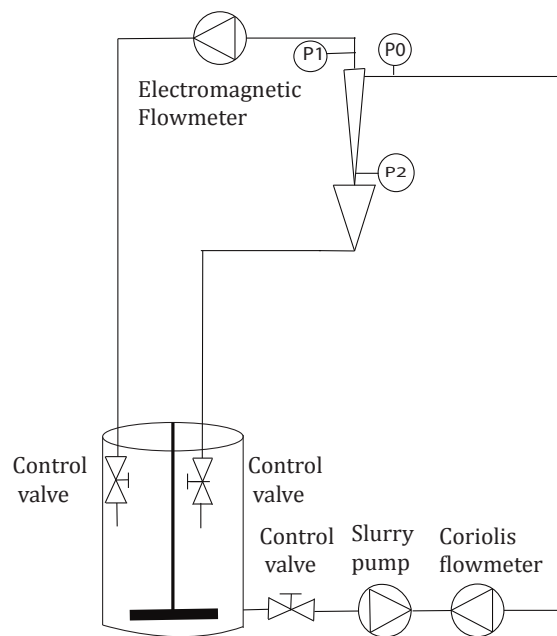 P1
P0
Electromagnetic
Flowmeter
P2
Control
valve
Control
valve
Control
valve
Slurry
pump
Coriolis
flowmeter